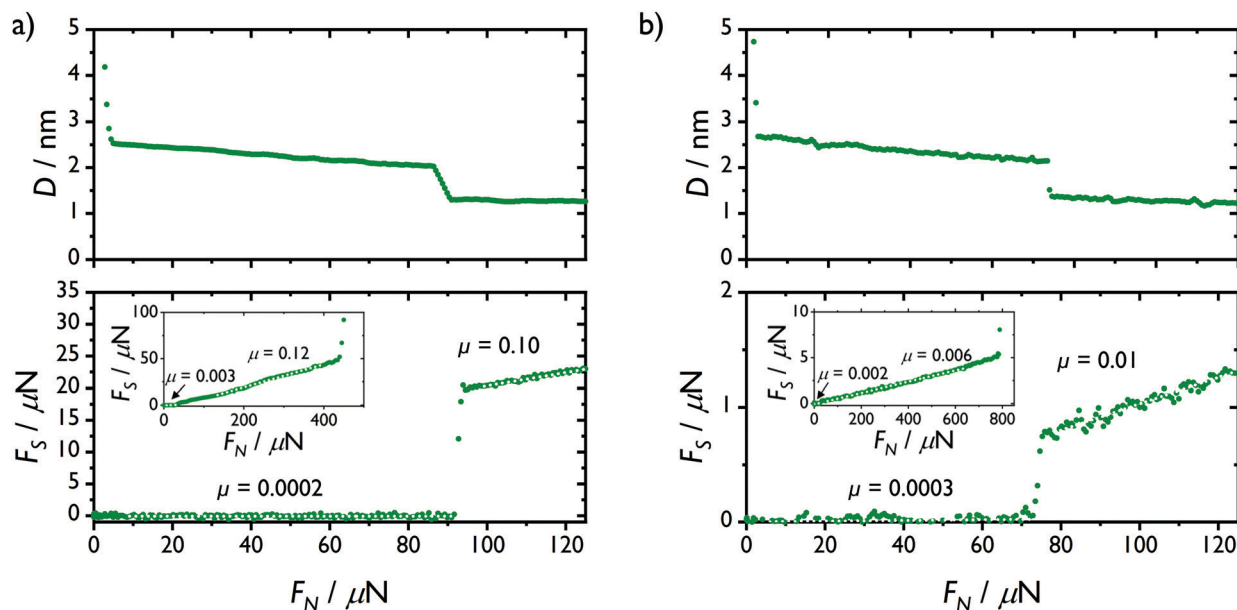 a)
5
4
3
2
1
0
D / nm
35
30
25
20
15
10
5
0
F_S / μN
100
50
0
F_S / μN
μ = 0.003
μ = 0.12
0 200 400
F_N / μN
μ = 0.10
μ = 0.0002
0 20 40 60 80 100 120
F_N / μN
b)
5
4
3
2
1
0
D / nm
2
1
0
F_S / μN
10
5
0
F_S / μN
μ = 0.002
μ = 0.006
0 200 400 600 800
F_N / μN
μ = 0.01
μ = 0.0003
0 20 40 60 80 100 120
F_N / μN